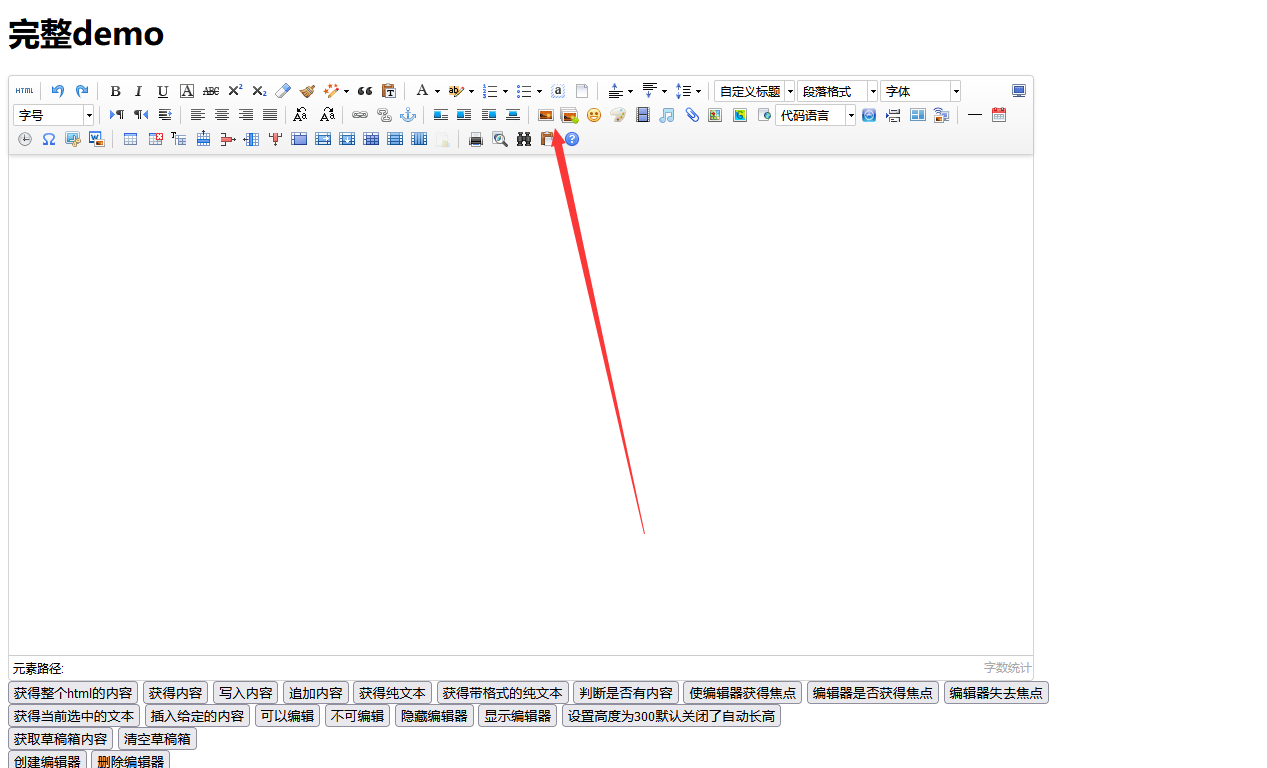 完整demo
HTML B I U A ABC X² X₂ A ab a 自定义标题 段落格式 字体
字号 Aa Aa 代码语言
Ω T W ?
元素路径: 字数统计
获得整个html的内容 获得内容 写入内容 追加内容 获得纯文本 获得带格式的纯文本 判断是否有内容 使编辑器获得焦点 编辑器是否获得焦点 编辑器失去焦点
获得当前选中的文本 插入给定的内容 可以编辑 不可编辑 隐藏编辑器 显示编辑器 设置高度为300默认关闭了自动长高
获取草稿箱内容 清空草稿箱
创建编辑器 删除编辑器